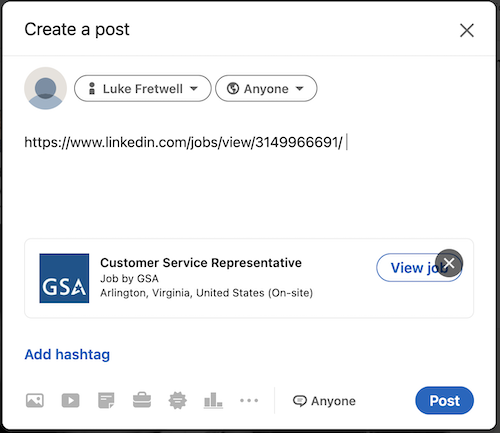 Create a post
Luke Fretwell
Anyone
https://www.linkedin.com/jobs/view/3149966691/
GSA
Customer Service Representative
Job by GSA
Arlington, Virginia, United States (On-site)
View job
Add hashtag
Anyone
Post